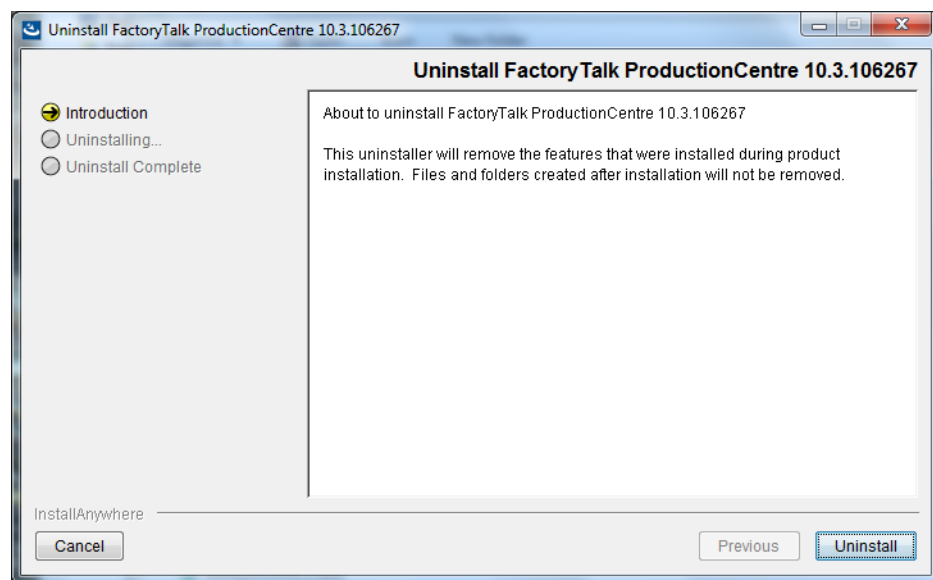 Uninstall FactoryTalk ProductionCentre 10.3.106267
Uninstall FactoryTalk ProductionCentre 10.3.106267
Introduction
Uninstalling...
Uninstall Complete
About to uninstall FactoryTalk ProductionCentre 10.3.106267
This uninstaller will remove the features that were installed during product
installation. Files and folders created after installation will not be removed.
InstallAnywhere
Cancel
Previous
Uninstall